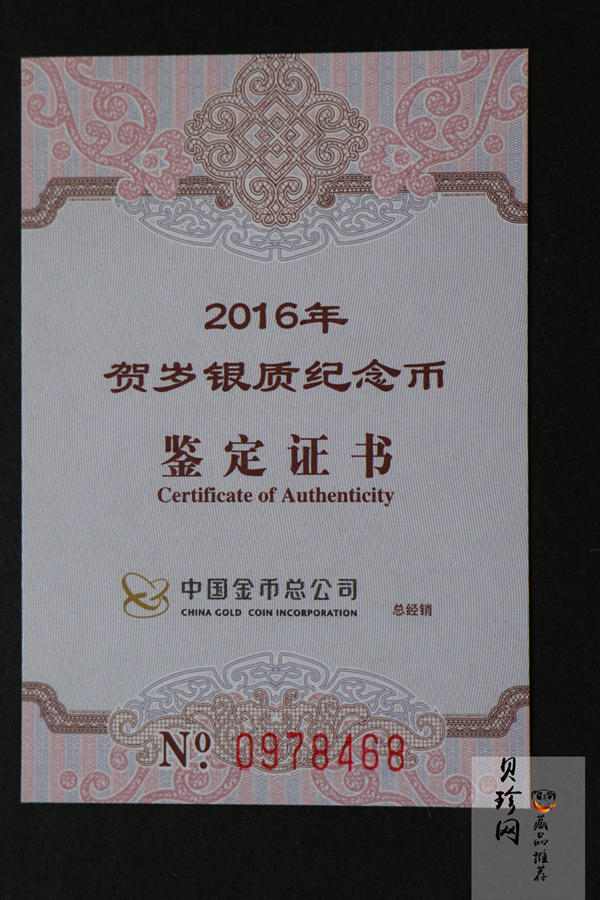 2016年
贺岁银质纪念币
鉴定证书
Certificate of Authenticity
中国金币总公司
CHINA GOLD COIN INCORPORATION
总经销
Nº. 0978468
贝珍网
藏品推荐